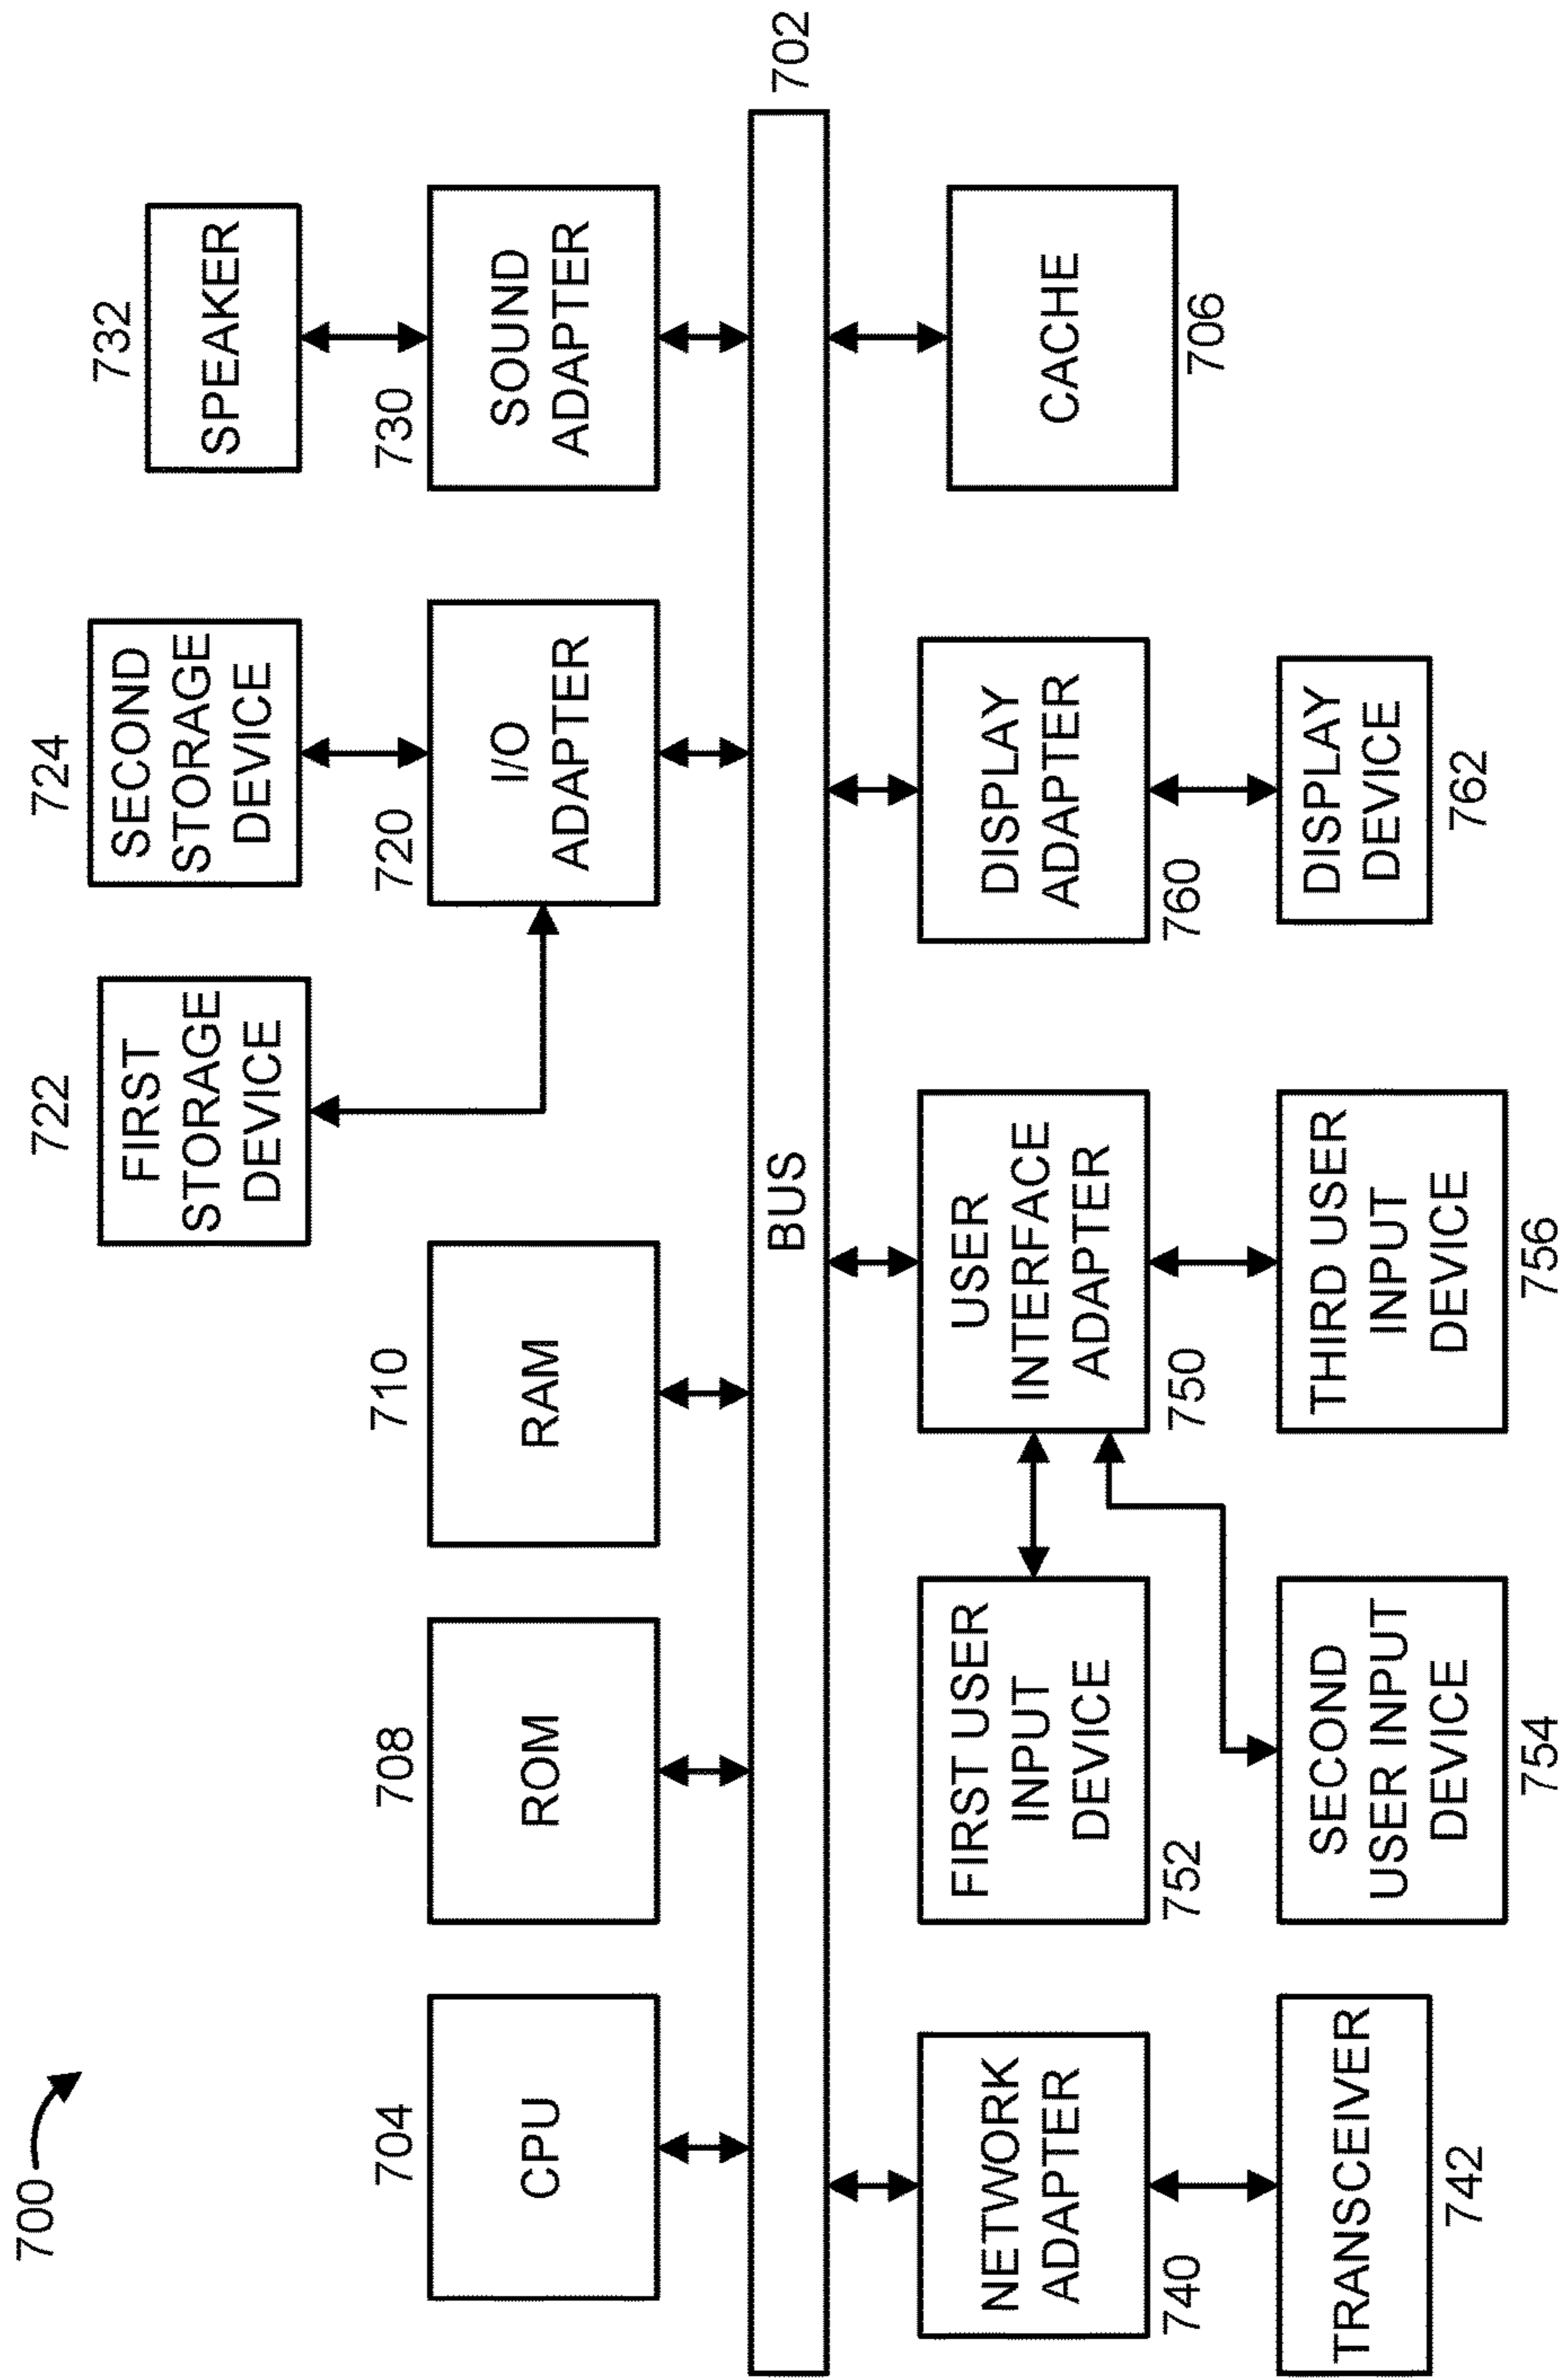 700
722
724
732
FIRST
STORAGE
DEVICE
SECOND
STORAGE
DEVICE
SPEAKER
704
708
710
720
730
CPU
ROM
RAM
I/O
ADAPTER
SOUND
ADAPTER
BUS
702
NETWORK
ADAPTER
FIRST USER
INPUT
DEVICE
USER
INTERFACE
ADAPTER
DISPLAY
ADAPTER
CACHE
740
752
750
760
706
TRANSCEIVER
SECOND
USER INPUT
DEVICE
THIRD USER
INPUT
DEVICE
DISPLAY
DEVICE
742
754
756
762